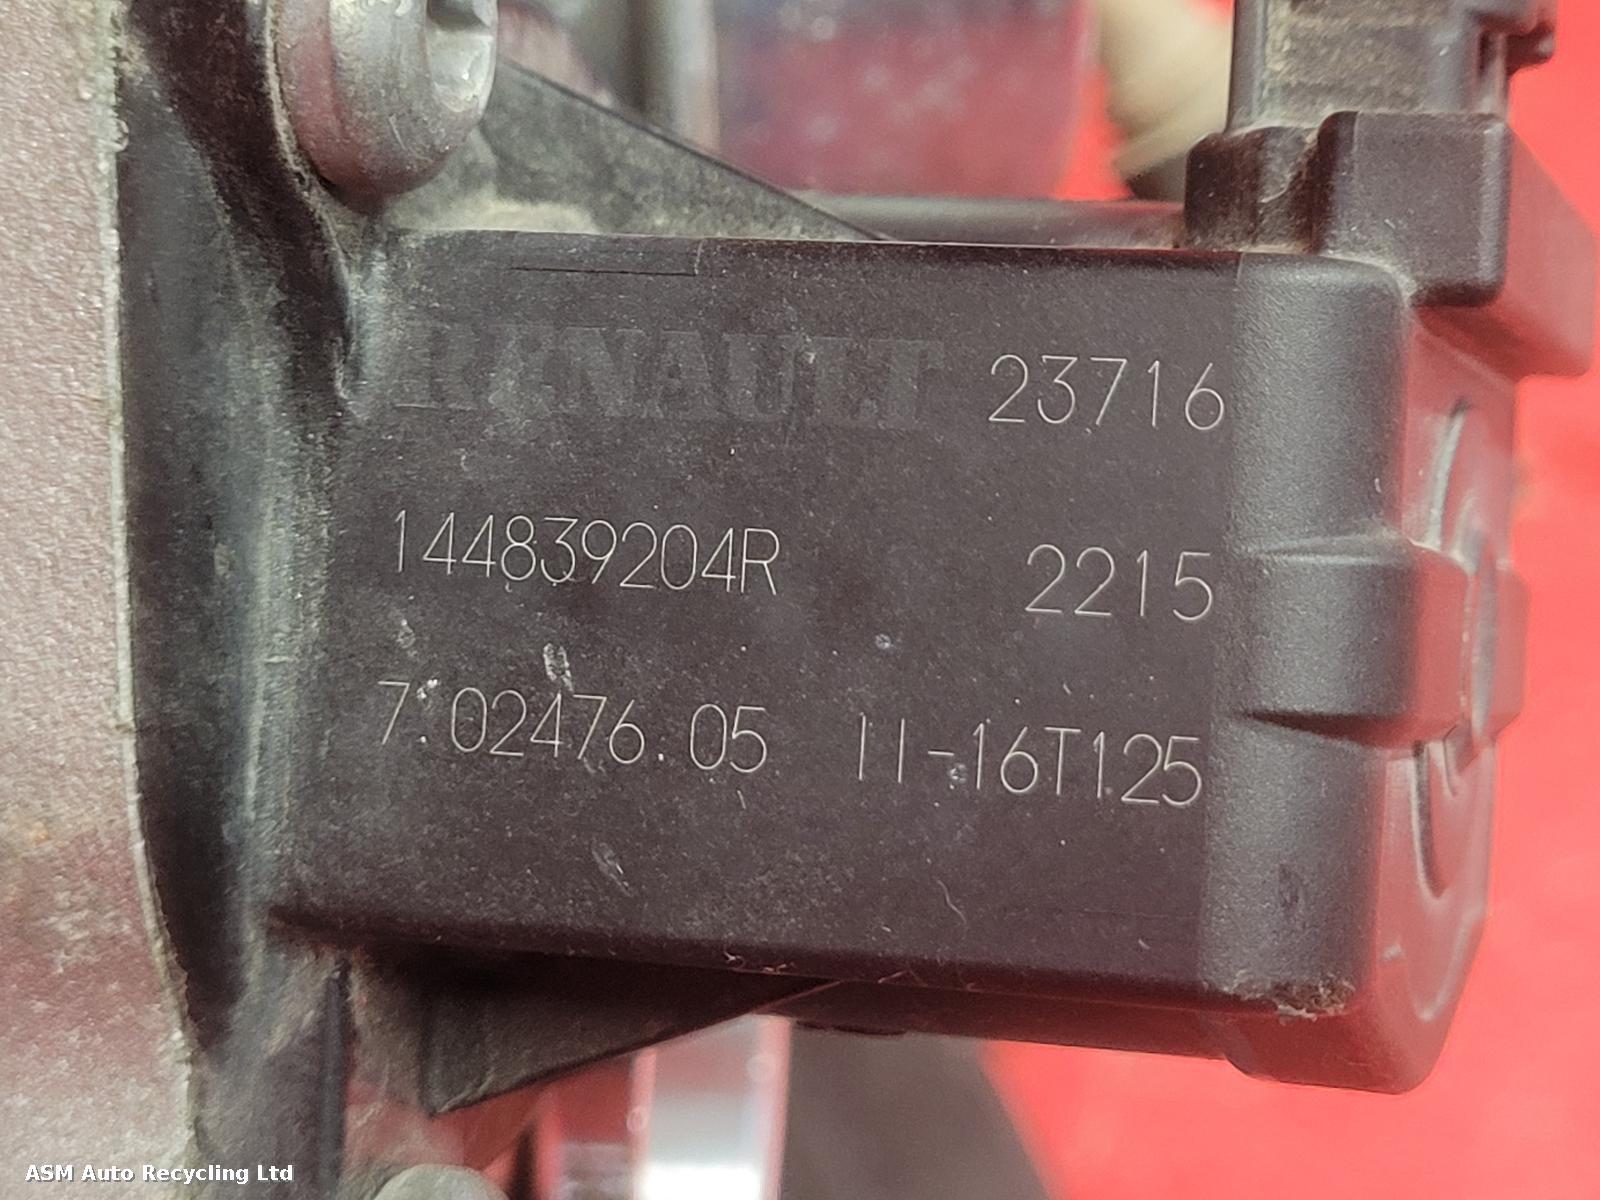 RENAULT 23716
144839204R 2215
7.02476.05 11-16T125
ASM Auto Recycling Ltd